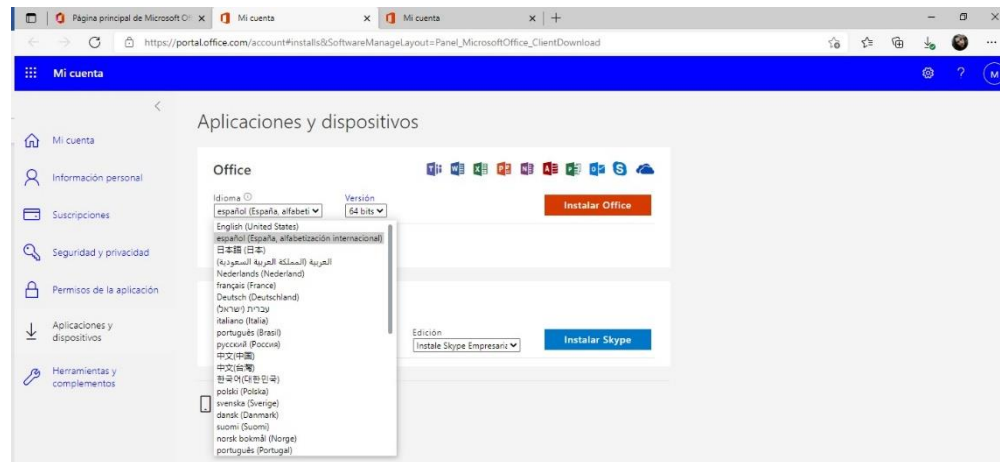 Página principal de Microsoft Of
Mi cuenta
Mi cuenta
https://portal.office.com/account#installs&SoftwareManageLayout=Panel_MicrosoftOffice_ClientDownload
Mi cuenta
?
M
Mi cuenta
Información personal
Suscripciones
Seguridad y privacidad
Permisos de la aplicación
Aplicaciones y
dispositivos
Herramientas y
complementos
Aplicaciones y dispositivos
Office
Idioma
Versión
español (España, alfabeti
64 bits
Instalar Office
English (United States)
español (España, alfabetización internacional)
日本語 (日本)
العربية (المملكة العربية السعودية)
Nederlands (Nederland)
français (France)
Deutsch (Deutschland)
עברית (ישראל)
italiano (Italia)
português (Brasil)
русский (Россия)
中文(中國)
中文(台灣)
한국어(대한민국)
polski (Polska)
svenska (Sverige)
dansk (Danmark)
suomi (Suomi)
norsk bokmål (Norge)
português (Portugal)
Edición
Instale Skype Empresaria
Instalar Skype